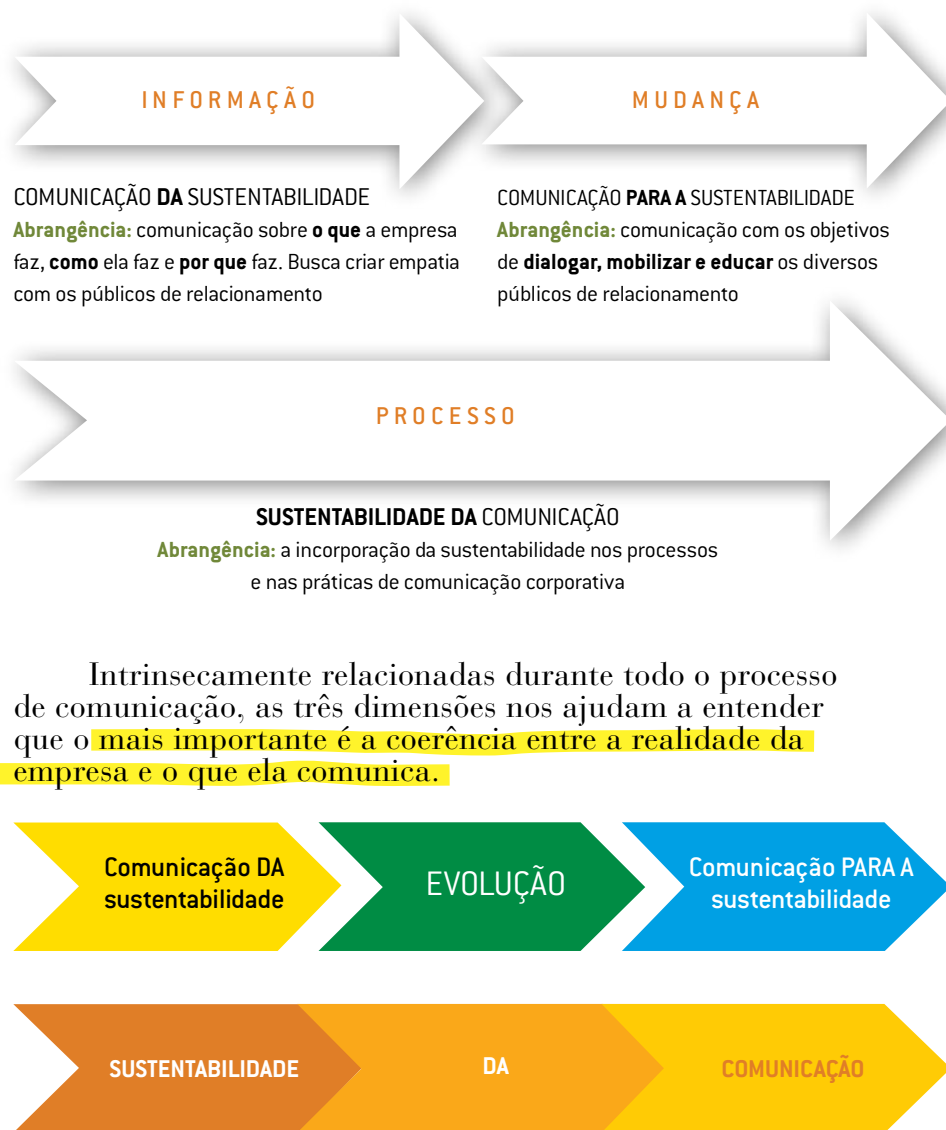 INFORMAÇÃO
MUDANÇA
COMUNICAÇÃO DA SUSTENTABILIDADE
Abrangência: comunicação sobre o que a empresa
faz, como ela faz e por que faz. Busca criar empatia
com os públicos de relacionamento
COMUNICAÇÃO PARA A SUSTENTABILIDADE
Abrangência: comunicação com os objetivos
de dialogar, mobilizar e educar os diversos
públicos de relacionamento
PROCESSO
SUSTENTABILIDADE DA COMUNICAÇÃO
Abrangência: a incorporação da sustentabilidade nos processos
e nas práticas de comunicação corporativa
Intrinsecamente relacionadas durante todo o processo
de comunicação, as três dimensões nos ajudam a entender
que o mais importante é a coerência entre a realidade da
empresa e o que ela comunica.
Comunicação DA
sustentabilidade
EVOLUÇÃO
Comunicação PARA A
sustentabilidade
SUSTENTABILIDADE
DA
COMUNICAÇÃO